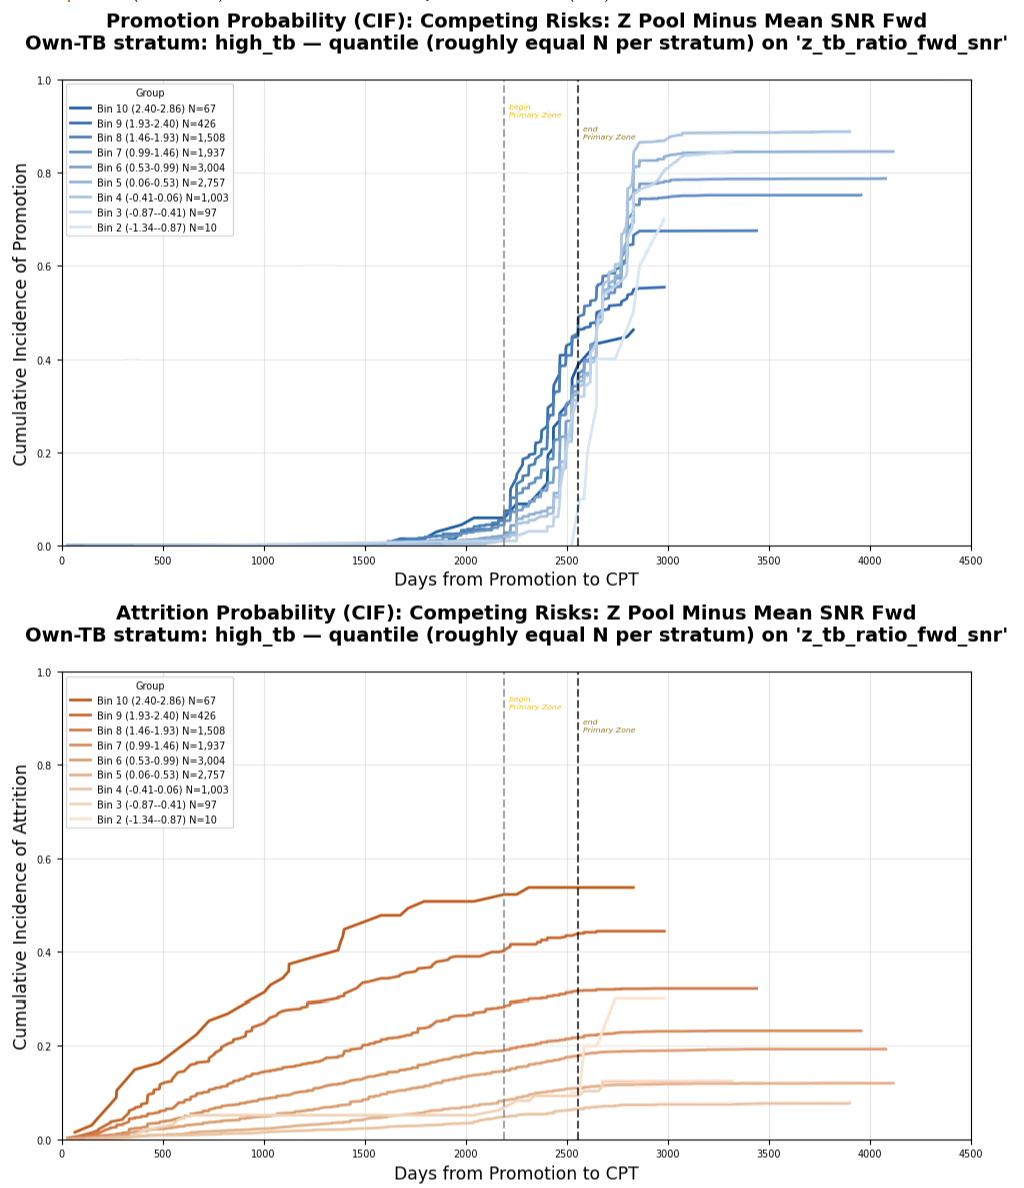 Promotion Probability (CIF): Competing Risks: Z Pool Minus Mean SNR Fwd
Own-TB stratum: high_tb — quantile (roughly equal N per stratum) on 'z_tb_ratio_fwd_snr'
1.0
0.8
0.6
0.4
0.2
0.0
Cumulative Incidence of Promotion
Group
Bin 10 (2.40-2.86) N=67
Bin 9 (1.93-2.40) N=426
Bin 8 (1.46-1.93) N=1,508
Bin 7 (0.99-1.46) N=1,937
Bin 6 (0.53-0.99) N=3,004
Bin 5 (0.06-0.53) N=2,757
Bin 4 (-0.41-0.06) N=1,003
Bin 3 (-0.87--0.41) N=97
Bin 2 (-1.34--0.87) N=10
begin
Primary Zone
end
Primary Zone
0 500 1000 1500 2000 2500 3000 3500 4000 4500
Days from Promotion to CPT
Attrition Probability (CIF): Competing Risks: Z Pool Minus Mean SNR Fwd
Own-TB stratum: high_tb — quantile (roughly equal N per stratum) on 'z_tb_ratio_fwd_snr'
1.0
0.8
0.6
0.4
0.2
0.0
Cumulative Incidence of Attrition
Group
Bin 10 (2.40-2.86) N=67
Bin 9 (1.93-2.40) N=426
Bin 8 (1.46-1.93) N=1,508
Bin 7 (0.99-1.46) N=1,937
Bin 6 (0.53-0.99) N=3,004
Bin 5 (0.06-0.53) N=2,757
Bin 4 (-0.41-0.06) N=1,003
Bin 3 (-0.87--0.41) N=97
Bin 2 (-1.34--0.87) N=10
begin
Primary Zone
end
Primary Zone
0 500 1000 1500 2000 2500 3000 3500 4000 4500
Days from Promotion to CPT